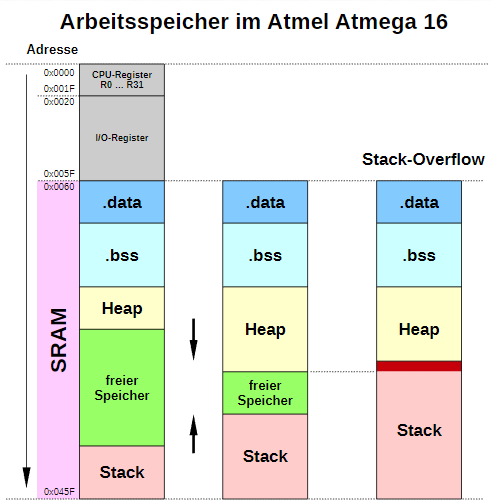 Arbeitsspeicher im Atmel Atmega 16
Adresse
0x0000
CPU-Register
R0 ... R31
0x001F
0x0020
I/O-Register
0x005F
Stack-Overflow
0x0060
SRAM
.data
.data
.data
.bss
.bss
.bss
Heap
Heap
Heap
freier
Speicher
freier
Speicher
Stack
Stack
Stack
0x045F